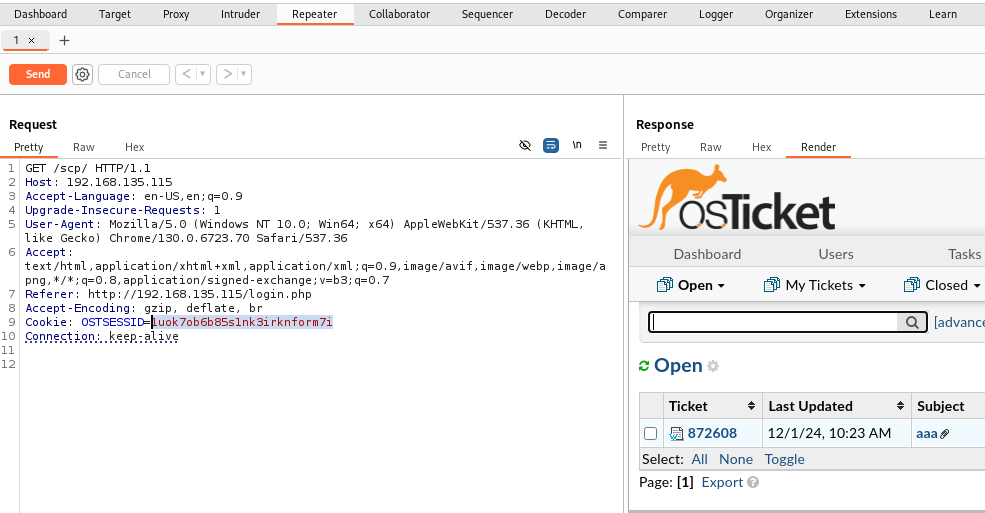 Dashboard Target Proxy Intruder Repeater Collaborator Sequencer Decoder Comparer Logger Organizer Extensions Learn
1 × +
Send Cancel < >
Request
Pretty Raw Hex \n
1 GET /scp/ HTTP/1.1
2 Host: 192.168.135.115
3 Accept-Language: en-US,en;q=0.9
4 Upgrade-Insecure-Requests: 1
5 User-Agent: Mozilla/5.0 (Windows NT 10.0; Win64; x64) AppleWebKit/537.36 (KHTML,
like Gecko) Chrome/130.0.6723.70 Safari/537.36
6 Accept:
text/html,application/xhtml+xml,application/xml;q=0.9,image/avif,image/webp,image/a
png,*/*;q=0.8,application/signed-exchange;v=b3;q=0.7
7 Referer: http://192.168.135.115/login.php
8 Accept-Encoding: gzip, deflate, br
9 Cookie: OSTSESSID=luok7ob6b85slnk3irknform7i
10 Connection: keep-alive
11
12
Response
Pretty Raw Hex Render
osTicket
Dashboard Users Tasks
Open My Tickets Closed
[advance
Open
Ticket Last Updated Subject
872608 12/1/24, 10:23 AM aaa
Select: All None Toggle
Page: [1] Export ?